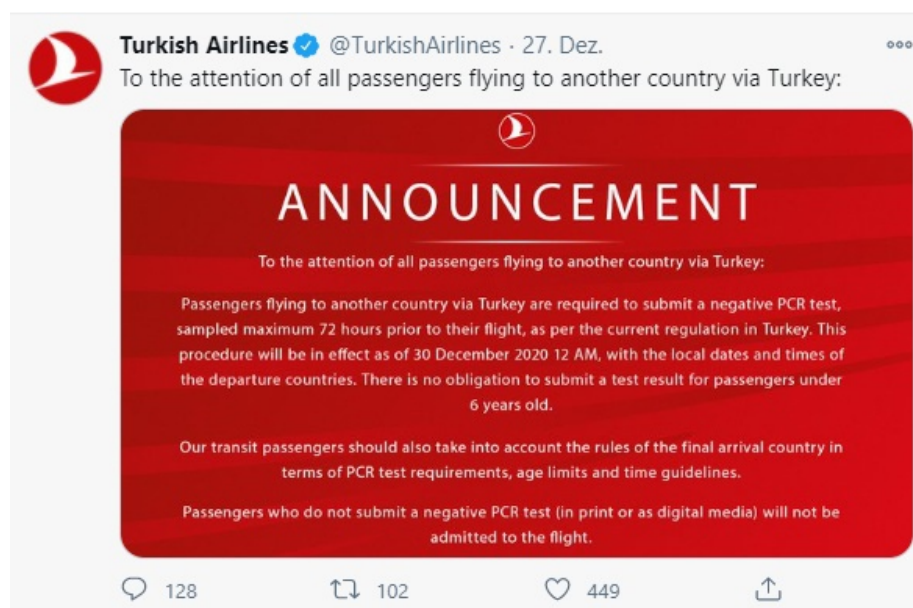 Turkish Airlines @TurkishAirlines · 27. Dez.
To the attention of all passengers flying to another country via Turkey:
ANNOUNCEMENT
To the attention of all passengers flying to another country via Turkey:
Passengers flying to another country via Turkey are required to submit a negative PCR test,
sampled maximum 72 hours prior to their flight, as per the current regulation in Turkey. This
procedure will be in effect as of 30 December 2020 12 AM, with the local dates and times of
the departure countries. There is no obligation to submit a test result for passengers under
6 years old.
Our transit passengers should also take into account the rules of the final arrival country in
terms of PCR test requirements, age limits and time guidelines.
Passengers who do not submit a negative PCR test (in print or as digital media) will not be
admitted to the flight.
128 102 449